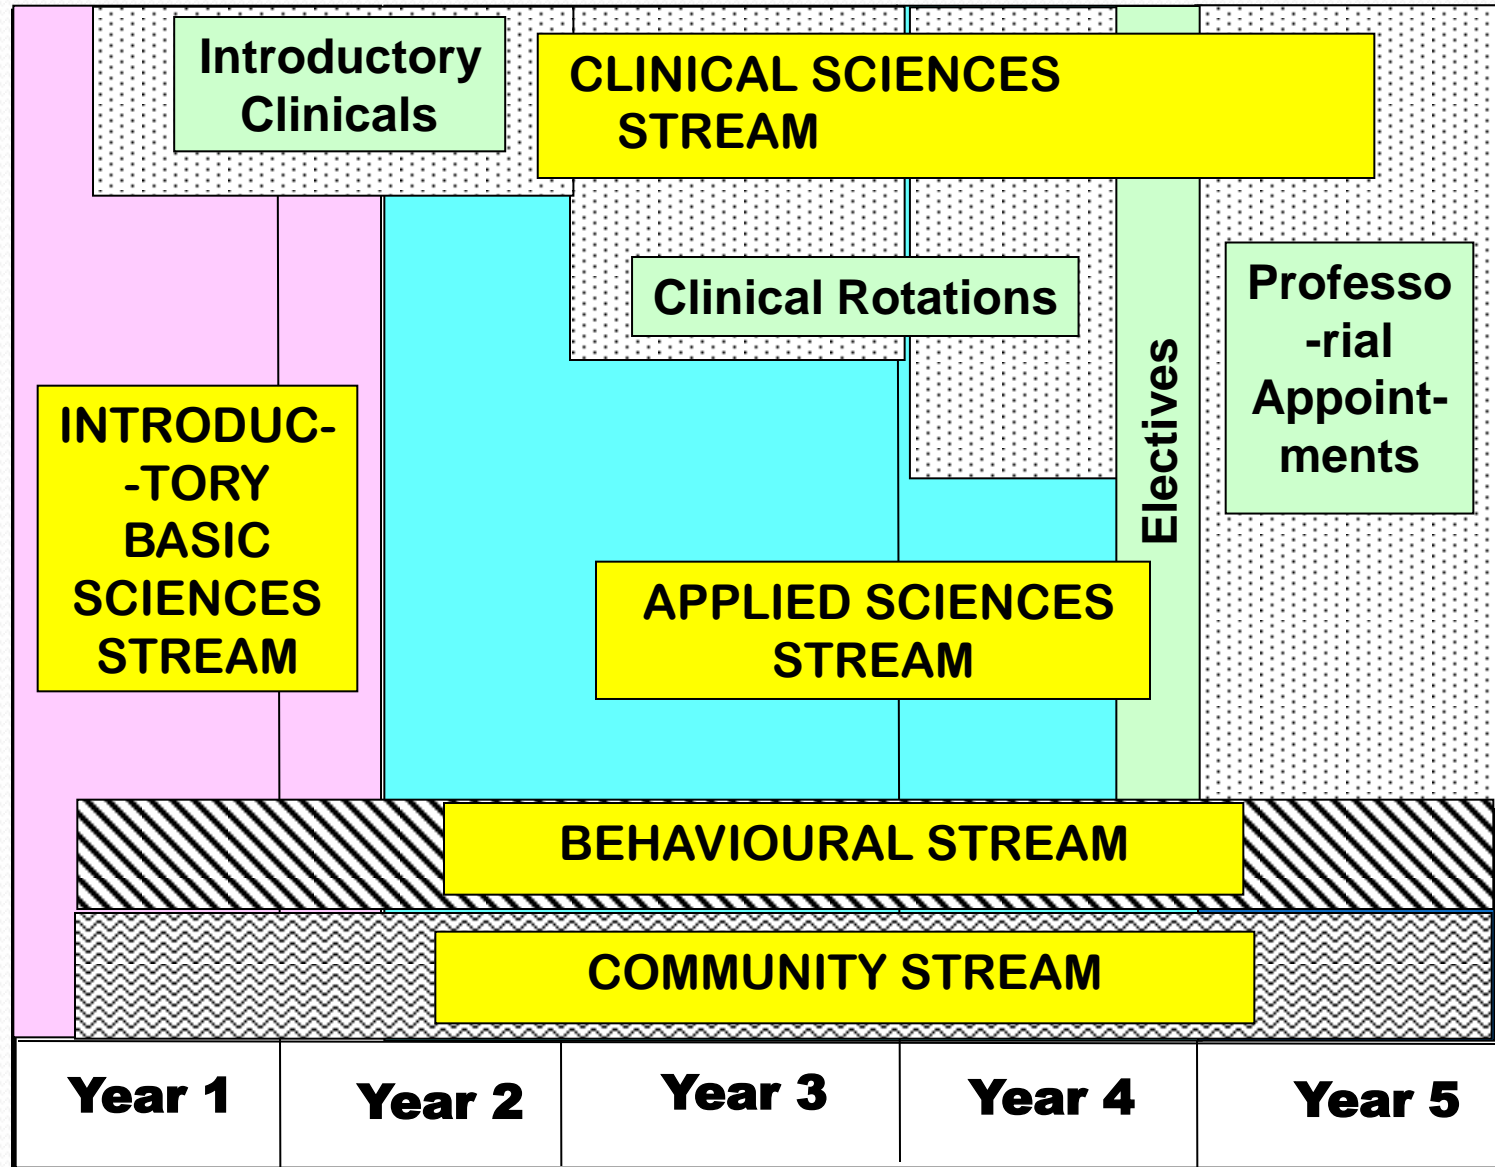 Introductory
Clinicals
CLINICAL SCIENCES
STREAM
Clinical Rotations
Professo
-rial
Appoint-
ments
Electives
INTRODUC-
-TORY
BASIC
SCIENCES
STREAM
APPLIED SCIENCES
STREAM
BEHAVIOURAL STREAM
COMMUNITY STREAM
Year 1
Year 2
Year 3
Year 4
Year 5